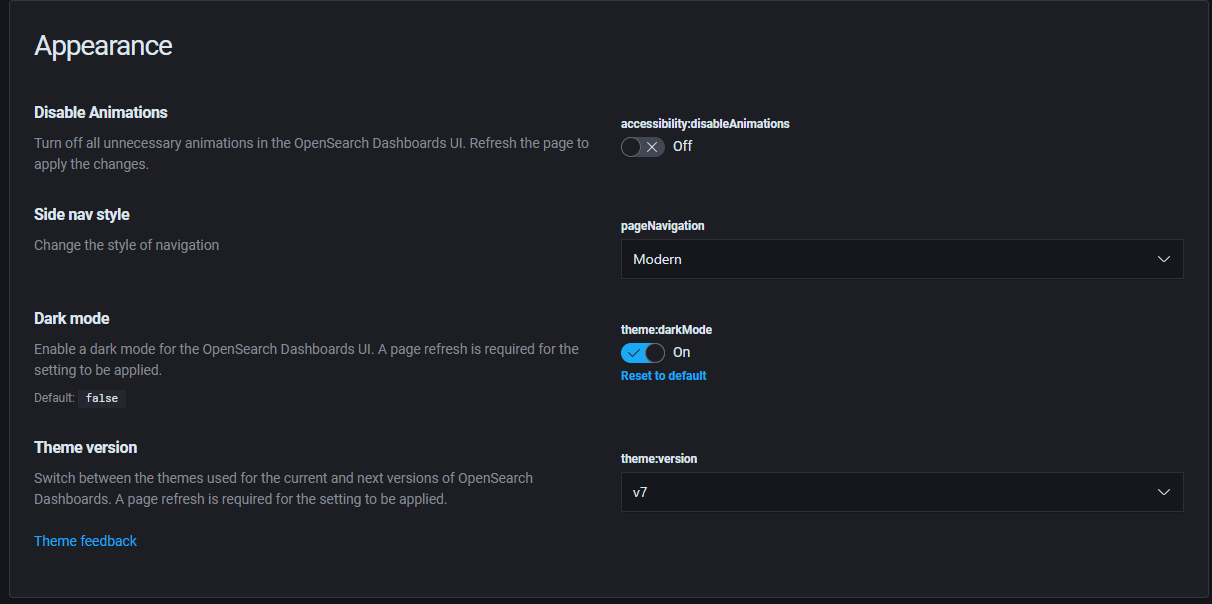 Appearance
Disable Animations
Turn off all unnecessary animations in the OpenSearch Dashboards UI. Refresh the page to
apply the changes.
accessibility:disableAnimations
Off
Side nav style
Change the style of navigation
pageNavigation
Modern
Dark mode
Enable a dark mode for the OpenSearch Dashboards UI. A page refresh is required for the
setting to be applied.
Default: false
theme:darkMode
On
Reset to default
Theme version
Switch between the themes used for the current and next versions of OpenSearch
Dashboards. A page refresh is required for the setting to be applied.
Theme feedback
theme:version
v7